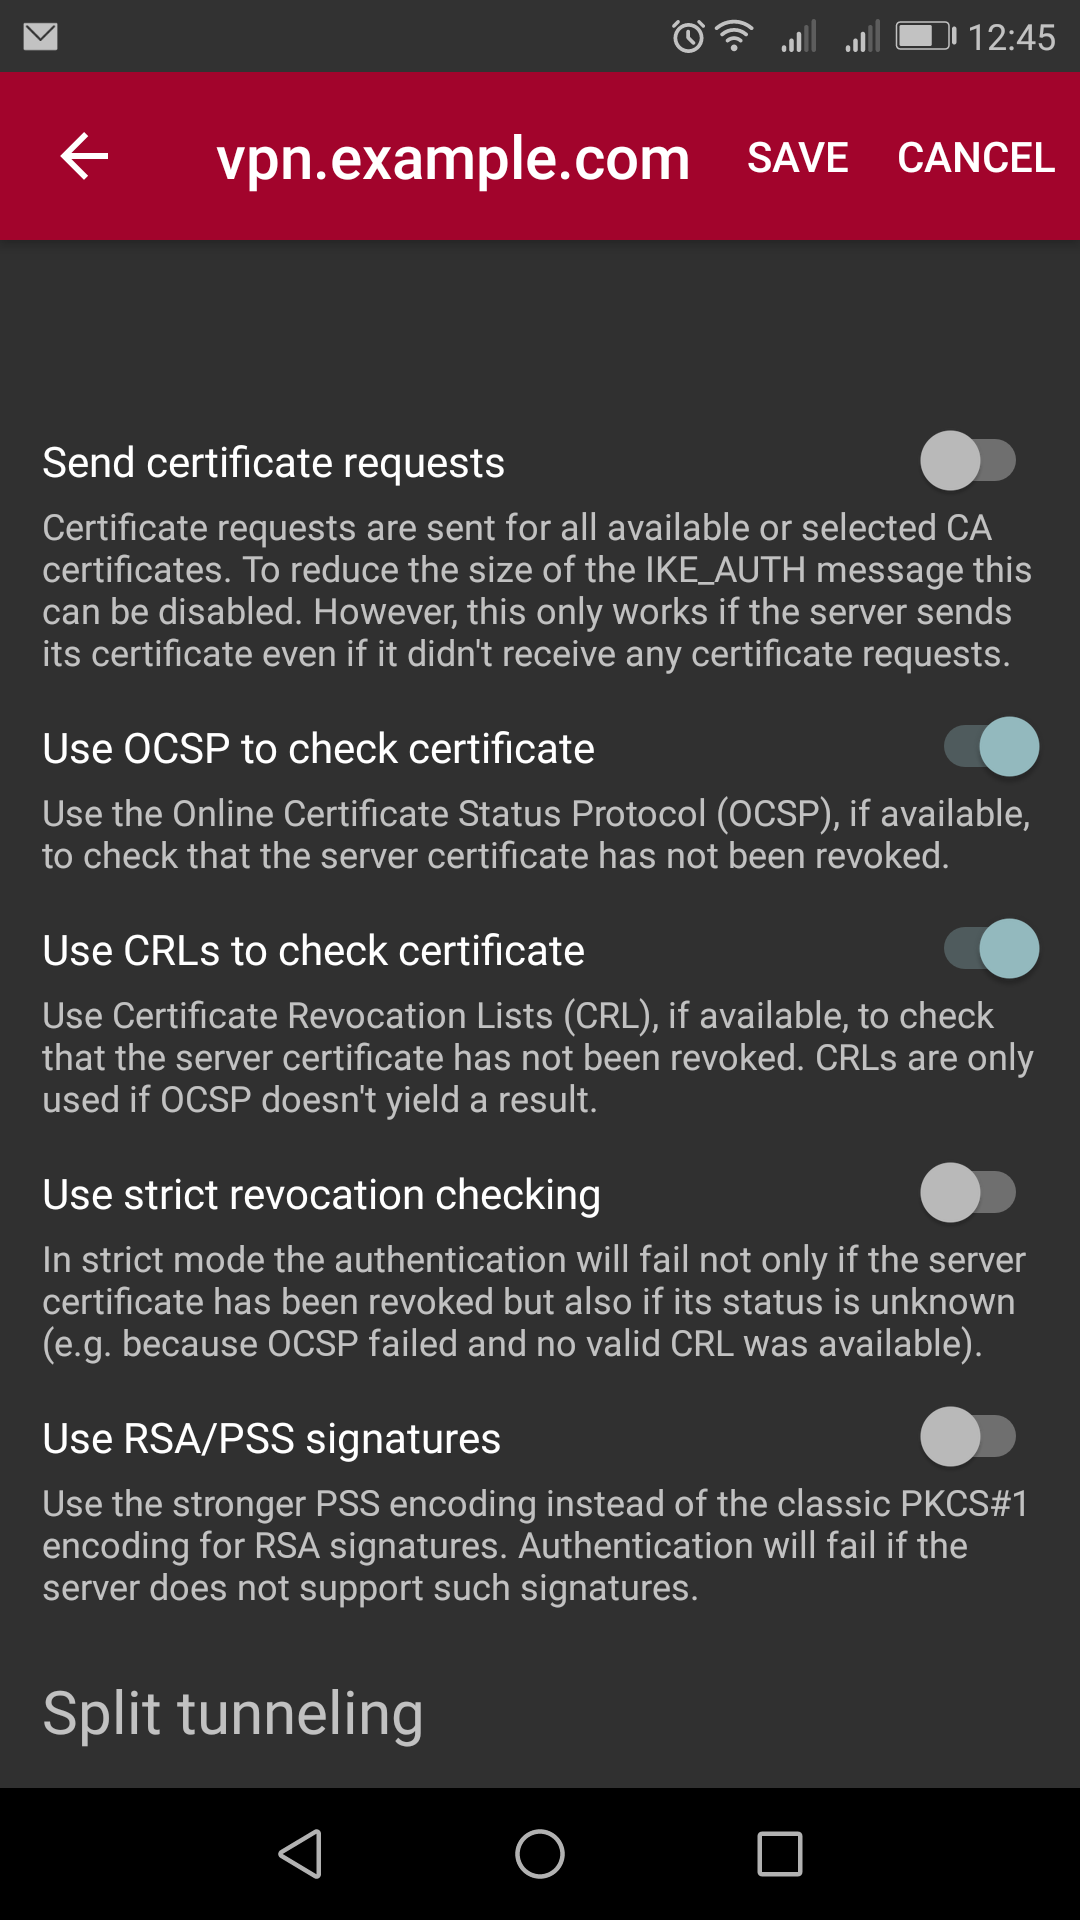 12:45
vpn.example.com SAVE CANCEL
Send certificate requests
Certificate requests are sent for all available or selected CA
certificates. To reduce the size of the IKE_AUTH message this
can be disabled. However, this only works if the server sends
its certificate even if it didn't receive any certificate requests.
Use OCSP to check certificate
Use the Online Certificate Status Protocol (OCSP), if available,
to check that the server certificate has not been revoked.
Use CRLs to check certificate
Use Certificate Revocation Lists (CRL), if available, to check
that the server certificate has not been revoked. CRLs are only
used if OCSP doesn't yield a result.
Use strict revocation checking
In strict mode the authentication will fail not only if the server
certificate has been revoked but also if its status is unknown
(e.g. because OCSP failed and no valid CRL was available).
Use RSA/PSS signatures
Use the stronger PSS encoding instead of the classic PKCS#1
encoding for RSA signatures. Authentication will fail if the
server does not support such signatures.
Split tunneling